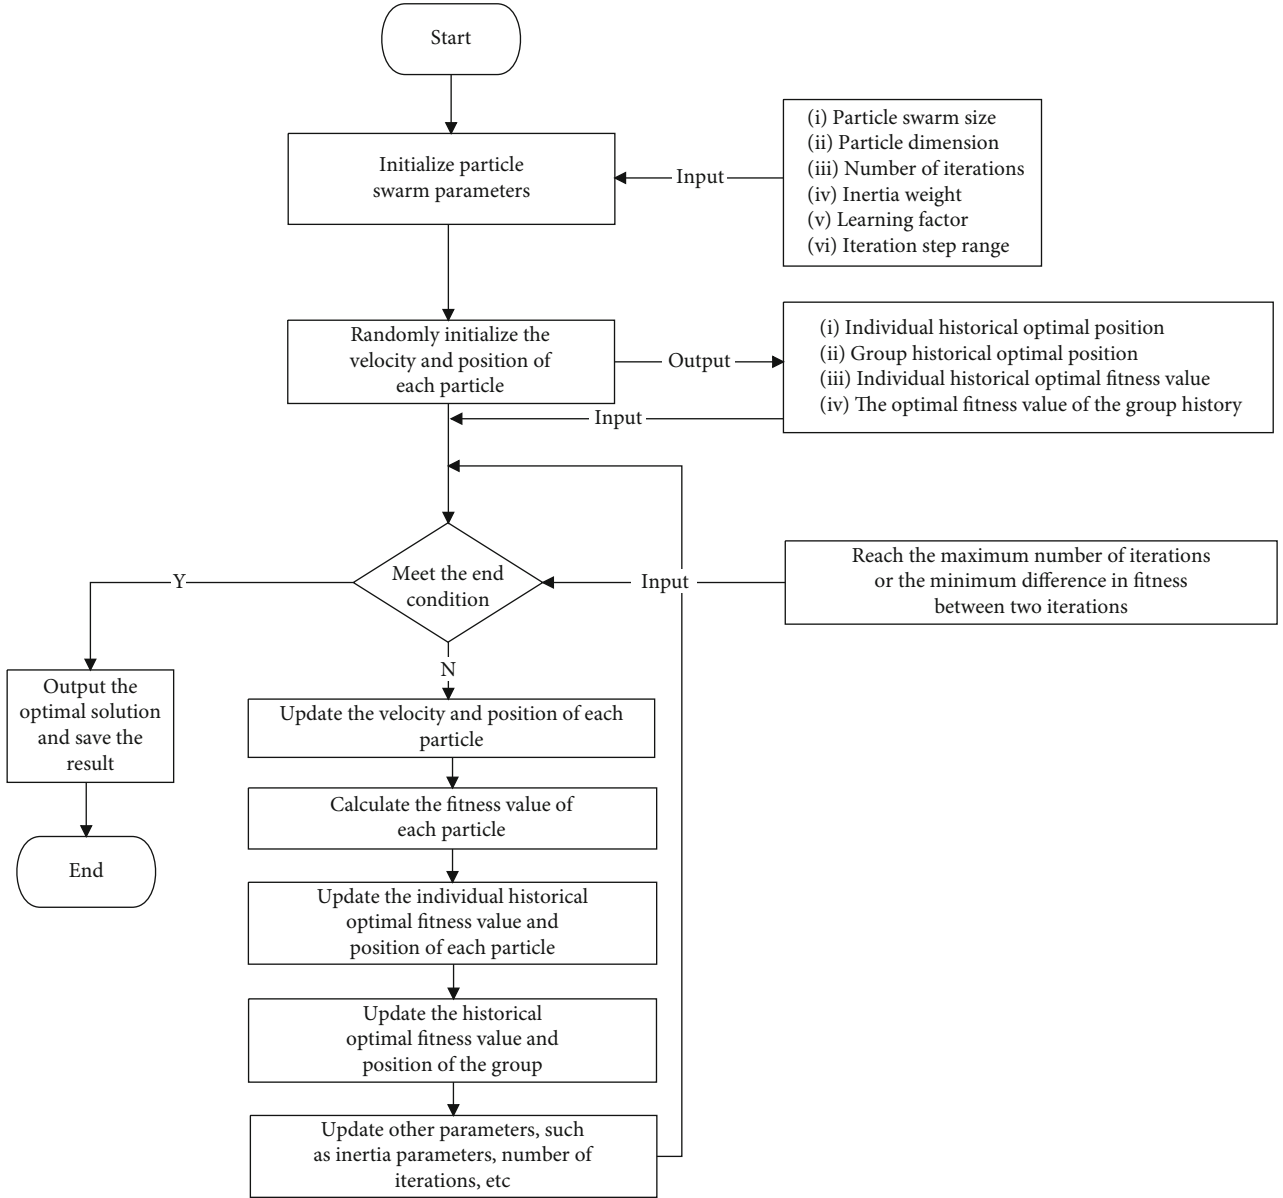 Start
Initialize particle
swarm parameters
Input
(i) Particle swarm size
(ii) Particle dimension
(iii) Number of iterations
(iv) Inertia weight
(v) Learning factor
(vi) Iteration step range
Randomly initialize the
velocity and position of
each particle
Output
(i) Individual historical optimal position
(ii) Group historical optimal position
(iii) Individual historical optimal fitness value
(iv) The optimal fitness value of the group history
Input
Meet the end
condition
Input
Reach the maximum number of iterations
or the minimum difference in fitness
between two iterations
Y
N
Output the
optimal solution
and save the
result
End
Update the velocity and position of each
particle
Calculate the fitness value of
each particle
Update the individual historical
optimal fitness value and
position of each particle
Update the historical
optimal fitness value and
position of the group
Update other parameters, such
as inertia parameters, number of
iterations, etc